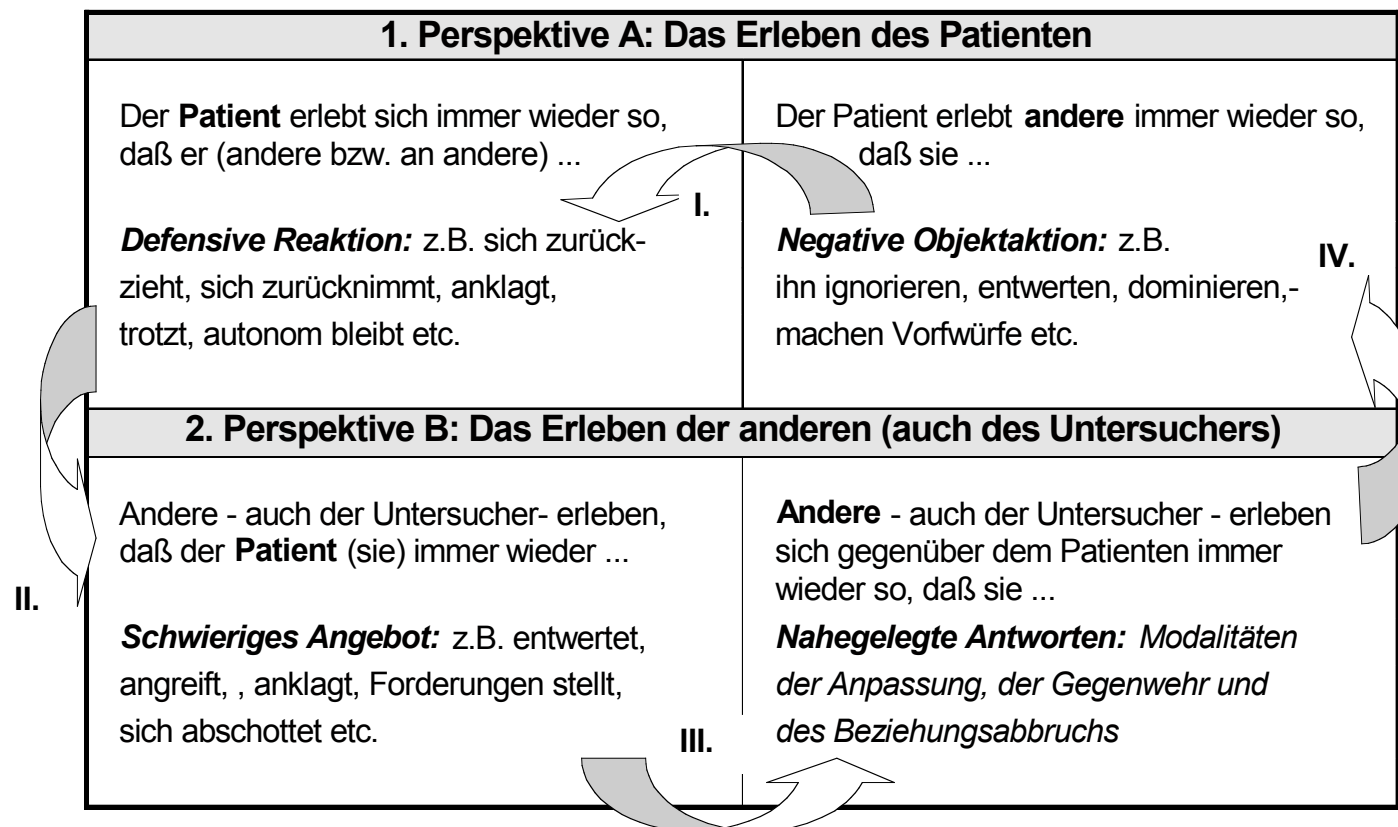 1. Perspektive A: Das Erleben des Patienten
Der Patient erlebt sich immer wieder so,
daß er (andere bzw. an andere) ...
Defensive Reaktion: z.B. sich zurück-
zieht, sich zurücknimmt, anklagt,
trotzt, autonom bleibt etc.
I.
Der Patient erlebt andere immer wieder so,
daß sie ...
Negative Objektaktion: z.B.
ihn ignorieren, entwerten, dominieren,-
machen Vorfwürfe etc.
IV.
2. Perspektive B: Das Erleben der anderen (auch des Untersuchers)
Andere - auch der Untersucher- erleben,
daß der Patient (sie) immer wieder ...
II.
Schwieriges Angebot: z.B. entwertet,
angreift, , anklagt, Forderungen stellt,
sich abschottet etc.
III.
Andere - auch der Untersucher - erleben
sich gegenüber dem Patienten immer
wieder so, daß sie ...
Nahegelegte Antworten: Modalitäten
der Anpassung, der Gegenwehr und
des Beziehungsabbruchs